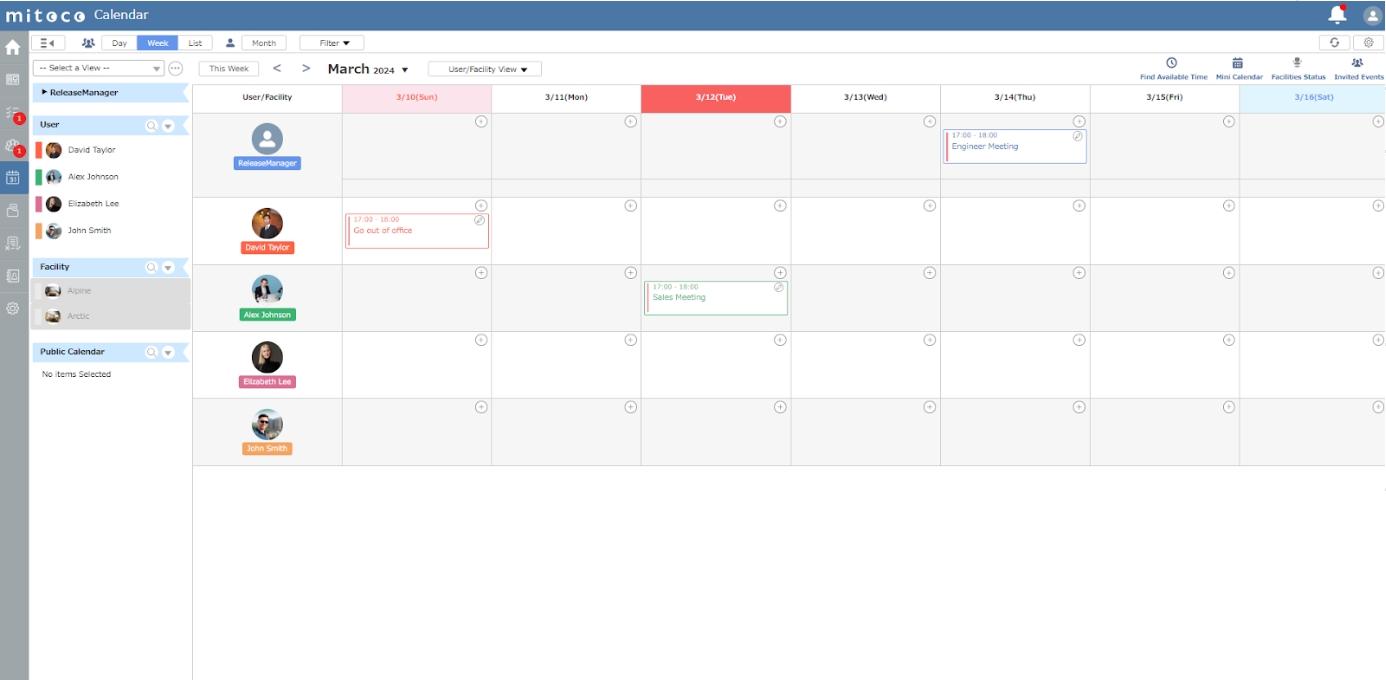 mitoco Calendar
Day Week List Month Filter
-- Select a View --
This Week < > March 2024 User/Facility View
Find Available Time Mini Calendar Facilities Status Invited Events
ReleaseManager
User/Facility 3/10(Sun) 3/11(Mon) 3/12(Tue) 3/13(Wed) 3/14(Thu) 3/15(Fri) 3/16(Sat)
1
User
David Taylor
1
Alex Johnson
31
Elizabeth Lee
John Smith
Facility
Alpine
Arctic
Public Calendar
No Items Selected
ReleaseManager
17:00 - 18:00
Engineer Meeting
David Taylor
17:00 - 18:00
Go out of office
Alex Johnson
17:00 - 18:00
Sales Meeting
Elizabeth Lee
John Smith